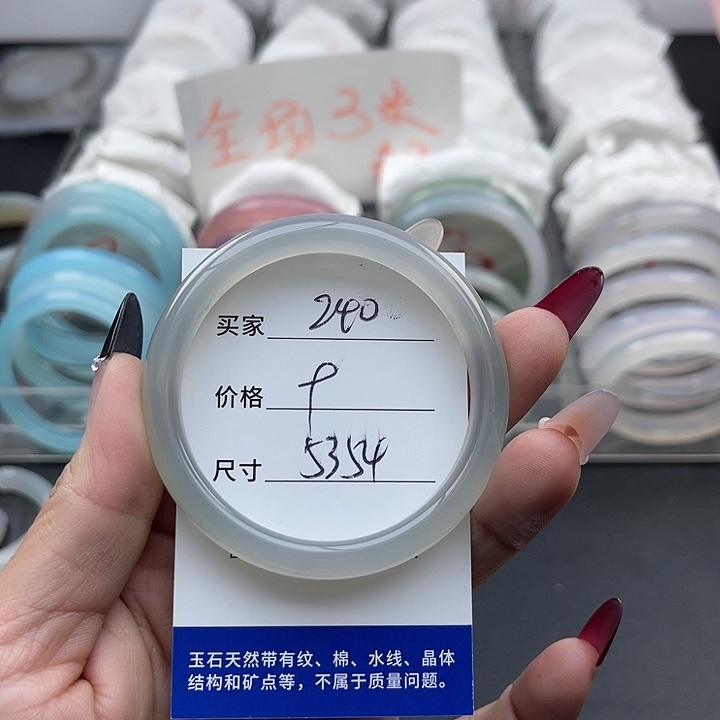 全场3米
买家 240
价格 9
尺寸 5354
玉石天然带有纹、棉、水线、晶体
结构和矿点等，不属于质量问题。